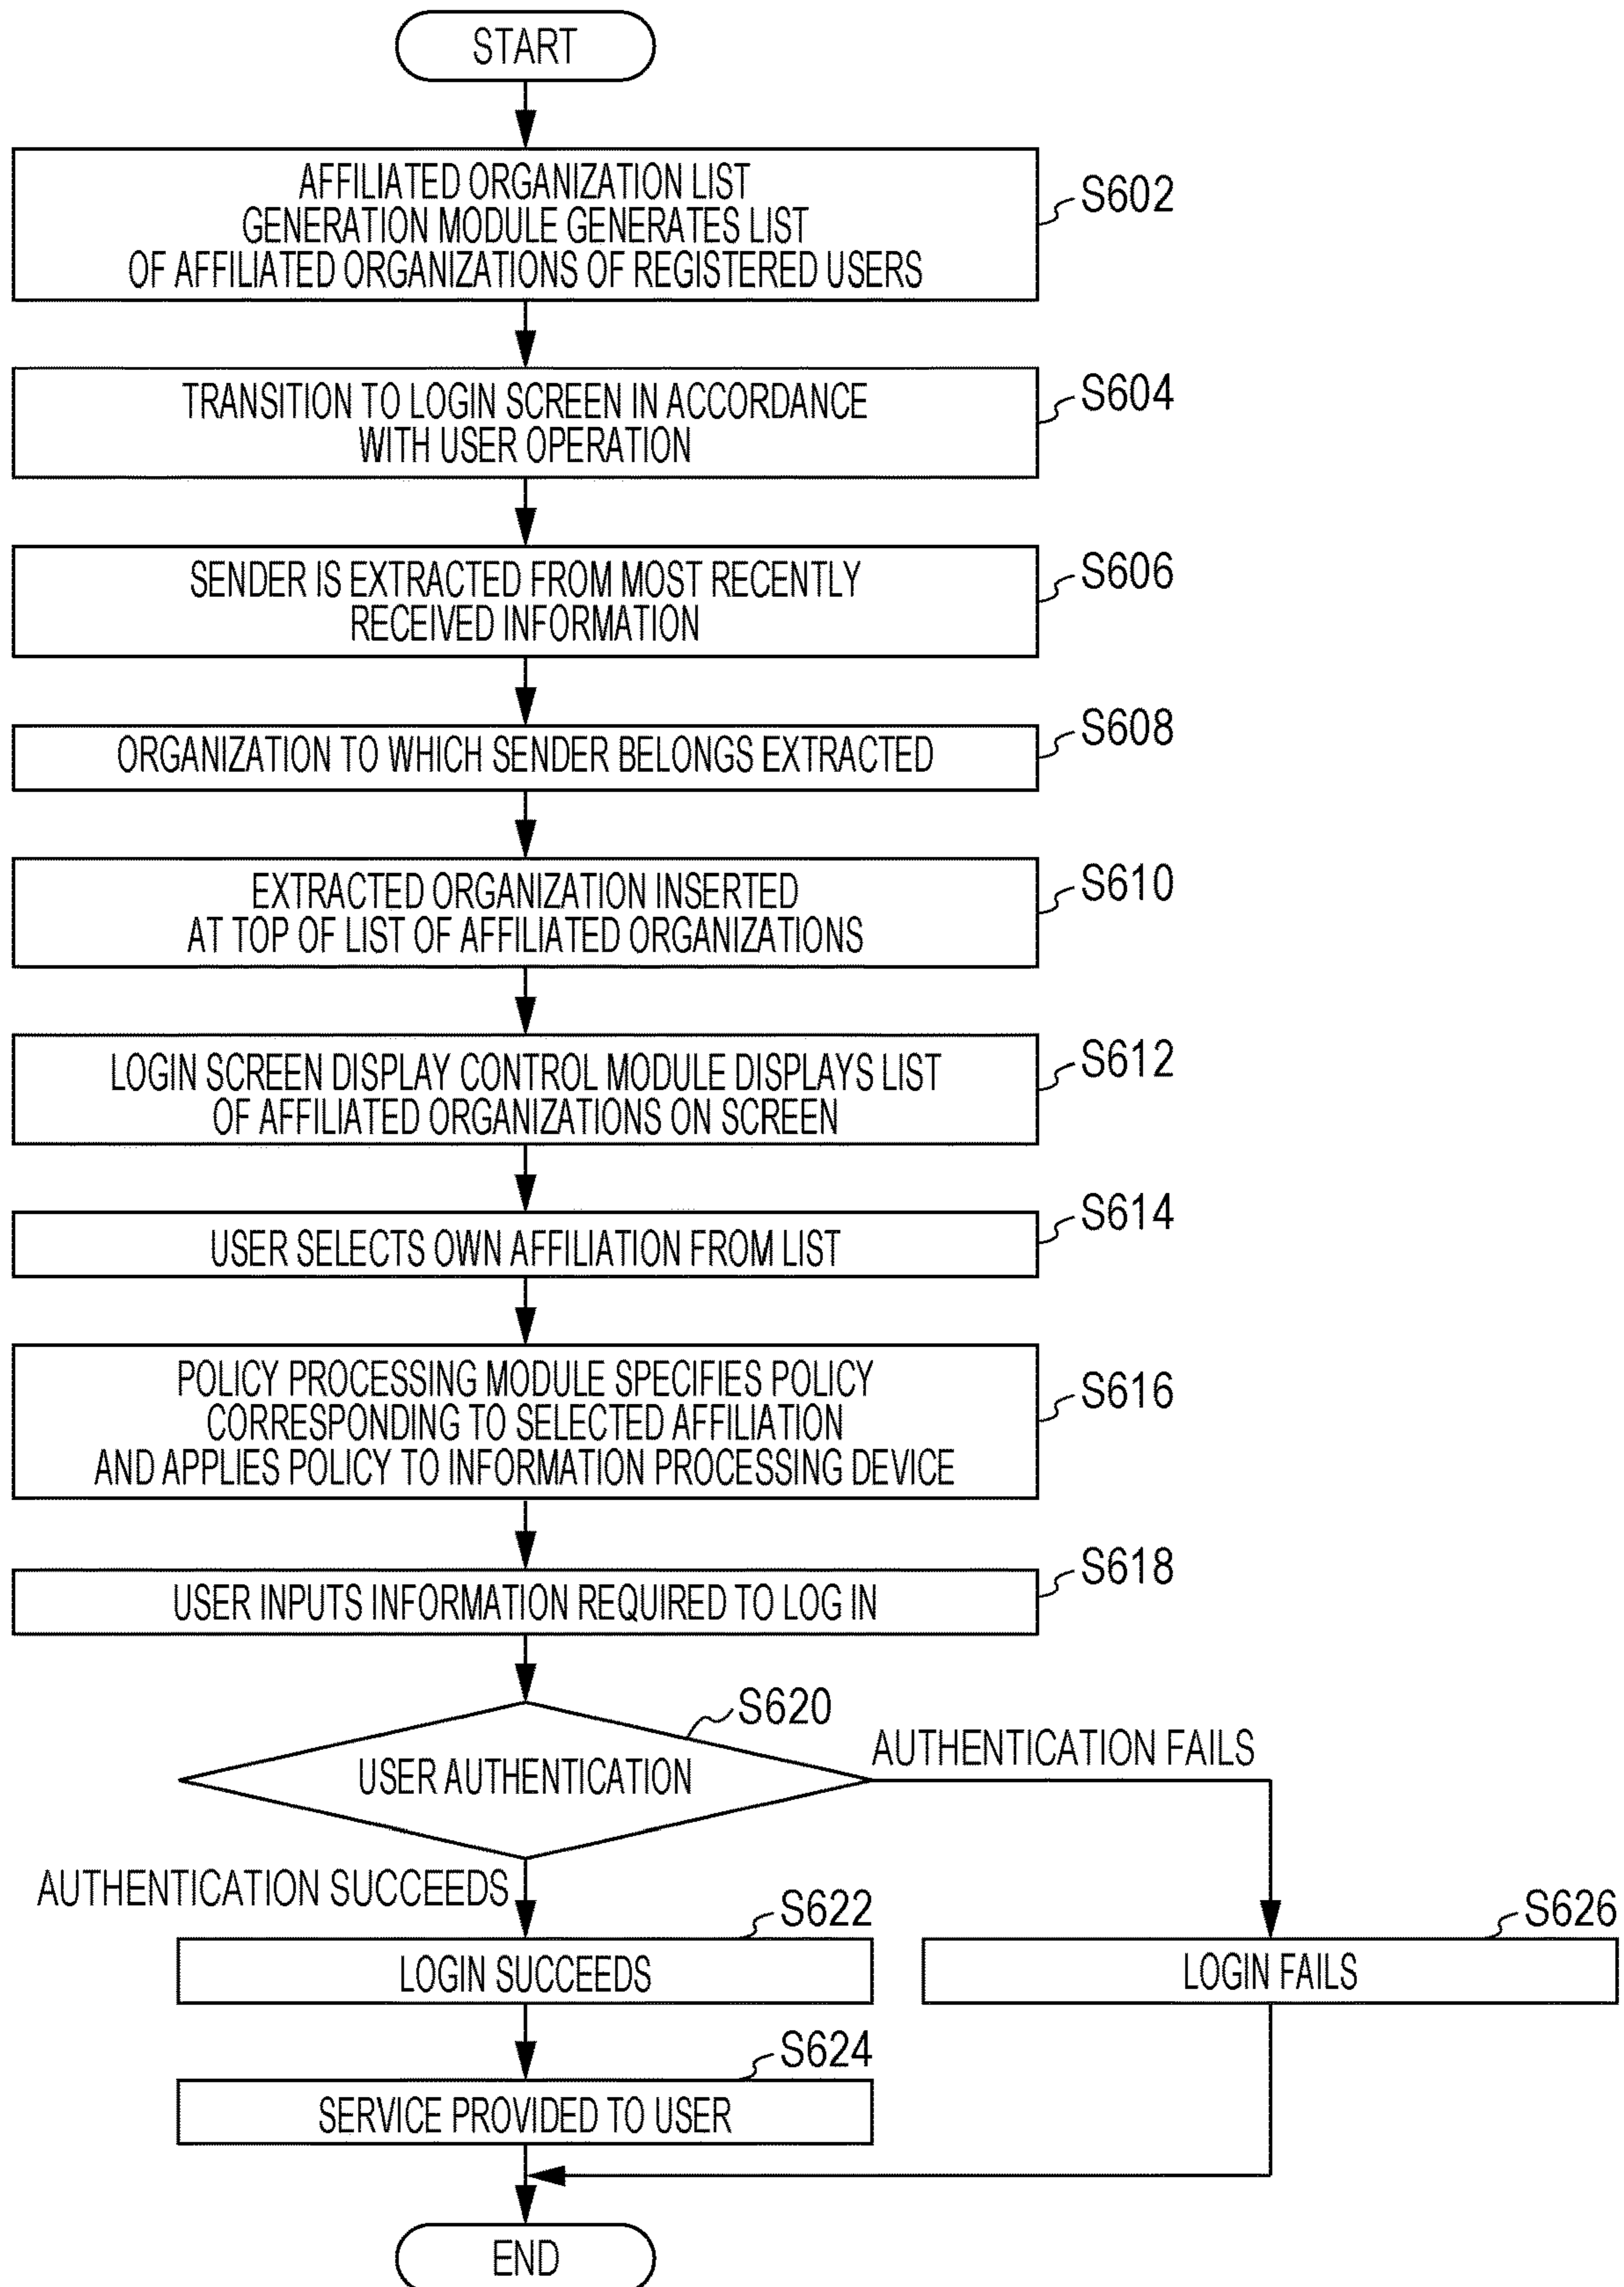 START
AFFILIATED ORGANIZATION LIST
GENERATION MODULE GENERATES LIST
OF AFFILIATED ORGANIZATIONS OF REGISTERED USERS
S602
TRANSITION TO LOGIN SCREEN IN ACCORDANCE
WITH USER OPERATION
S604
SENDER IS EXTRACTED FROM MOST RECENTLY
RECEIVED INFORMATION
S606
ORGANIZATION TO WHICH SENDER BELONGS EXTRACTED
S608
EXTRACTED ORGANIZATION INSERTED
AT TOP OF LIST OF AFFILIATED ORGANIZATIONS
S610
LOGIN SCREEN DISPLAY CONTROL MODULE DISPLAYS LIST
OF AFFILIATED ORGANIZATIONS ON SCREEN
S612
USER SELECTS OWN AFFILIATION FROM LIST
S614
POLICY PROCESSING MODULE SPECIFIES POLICY
CORRESPONDING TO SELECTED AFFILIATION
AND APPLIES POLICY TO INFORMATION PROCESSING DEVICE
S616
USER INPUTS INFORMATION REQUIRED TO LOG IN
S618
USER AUTHENTICATION
S620
AUTHENTICATION FAILS
AUTHENTICATION SUCCEEDS
LOGIN SUCCEEDS
S622
LOGIN FAILS
S626
SERVICE PROVIDED TO USER
S624
END